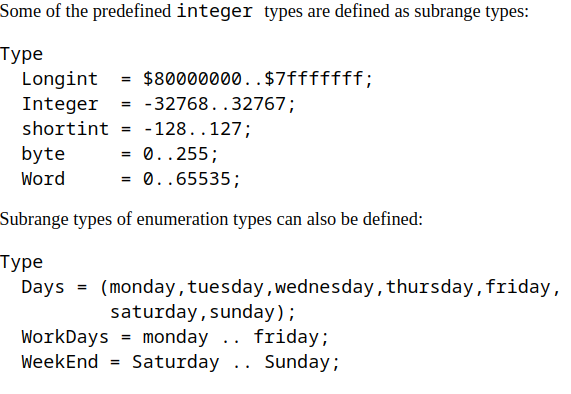 Some of the predefined integer types are defined as subrange types:
Type
  Longint  = $80000000..$7fffffff;
  Integer  = -32768..32767;
  shortint = -128..127;
  byte     = 0..255;
  Word     = 0..65535;
Subrange types of enumeration types can also be defined:
Type
  Days = (monday,tuesday,wednesday,thursday,friday,
          saturday,sunday);
  WorkDays = monday .. friday;
  WeekEnd = Saturday .. Sunday;